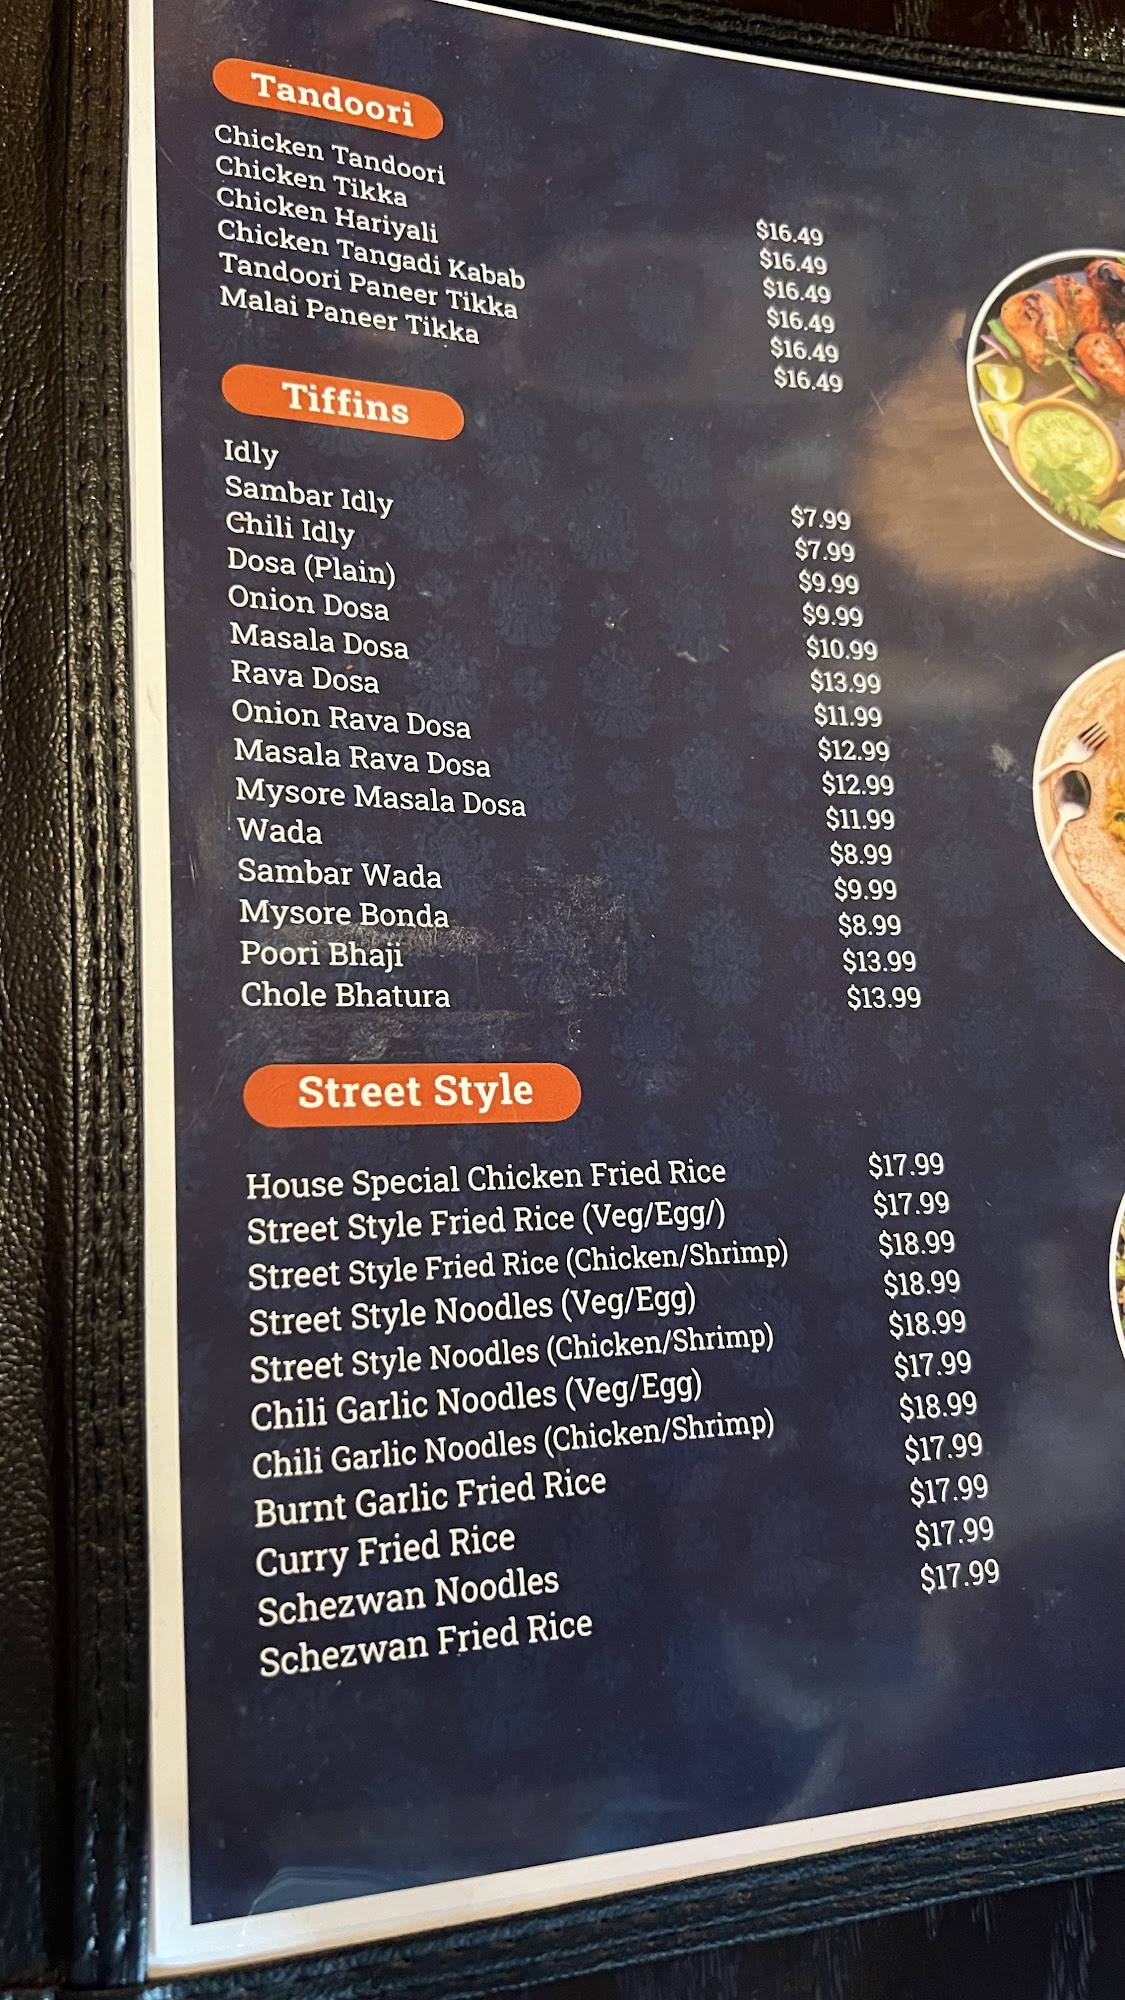 Tandoori
Chicken Tandoori $16.49
Chicken Tikka $16.49
Chicken Hariyali $16.49
Chicken Tangadi Kabab $16.49
Tandoori Paneer Tikka $16.49
Malai Paneer Tikka $16.49
Tiffins
Idly $7.99
Sambar Idly $7.99
Chili Idly $9.99
Dosa (Plain) $9.99
Onion Dosa $10.99
Masala Dosa $13.99
Rava Dosa $11.99
Onion Rava Dosa $12.99
Masala Rava Dosa $12.99
Mysore Masala Dosa $11.99
Wada $8.99
Sambar Wada $9.99
Mysore Bonda $8.99
Poori Bhaji $13.99
Chole Bhatura $13.99
Street Style
House Special Chicken Fried Rice $17.99
Street Style Fried Rice (Veg/Egg/) $17.99
Street Style Fried Rice (Chicken/Shrimp) $18.99
Street Style Noodles (Veg/Egg) $18.99
Street Style Noodles (Chicken/Shrimp) $18.99
Chili Garlic Noodles (Veg/Egg) $17.99
Chili Garlic Noodles (Chicken/Shrimp) $18.99
Burnt Garlic Fried Rice $17.99
Curry Fried Rice $17.99
Schezwan Noodles $17.99
Schezwan Fried Rice $17.99